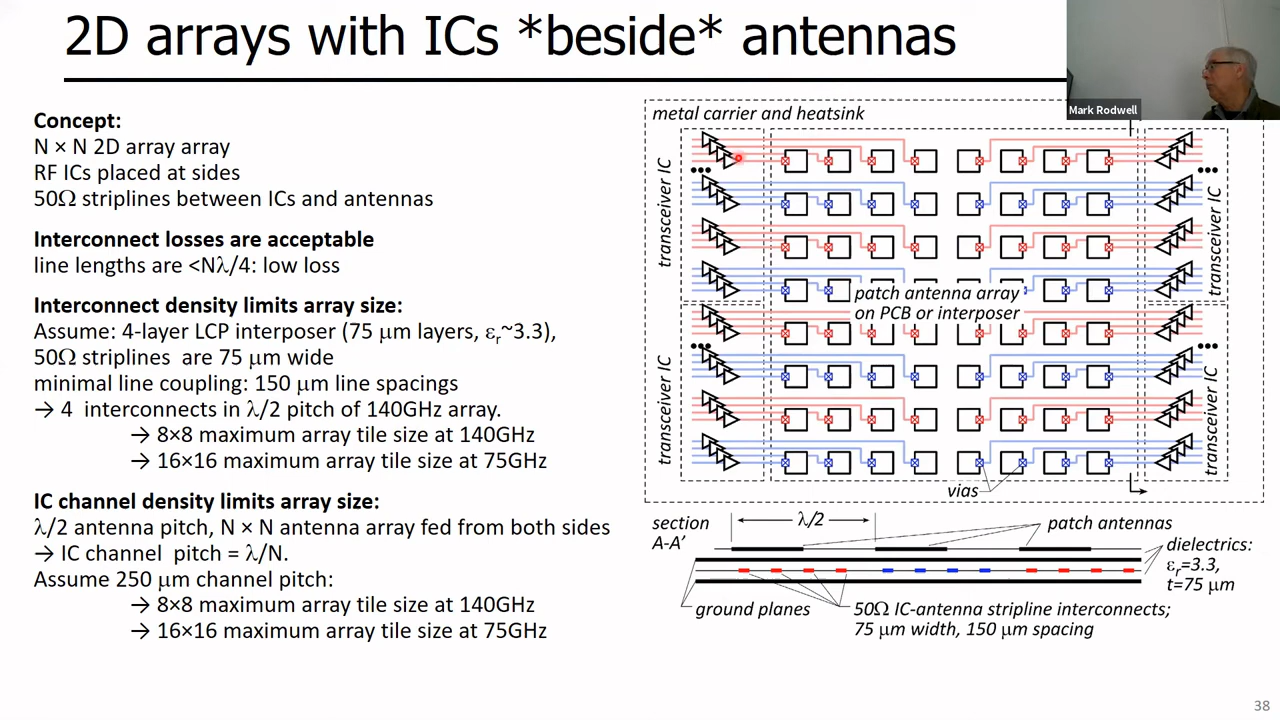 2D arrays with ICs *beside* antennas
Mark Rodwell
Concept:
N × N 2D array array
RF ICs placed at sides
50Ω striplines between ICs and antennas
Interconnect losses are acceptable
line lengths are <Nλ/4: low loss
Interconnect density limits array size:
Assume: 4-layer LCP interposer (75 μm layers, εr~3.3),
50Ω striplines are 75 μm wide
minimal line coupling: 150 μm line spacings
→ 4 interconnects in λ/2 pitch of 140GHz array.
→ 8×8 maximum array tile size at 140GHz
→ 16×16 maximum array tile size at 75GHz
IC channel density limits array size:
λ/2 antenna pitch, N × N antenna array fed from both sides
→ IC channel pitch = λ/N.
Assume 250 μm channel pitch:
→ 8×8 maximum array tile size at 140GHz
→ 16×16 maximum array tile size at 75GHz
metal carrier and heatsink
transceiver IC
transceiver IC
transceiver IC
transceiver IC
•••
•••
•••
•••
patch antenna array
on PCB or interposer
vias
section
A-A’
λ/2
patch antennas
dielectrics:
εr=3.3,
t=75 μm
ground planes
50Ω IC-antenna stripline interconnects;
75 μm width, 150 μm spacing
38